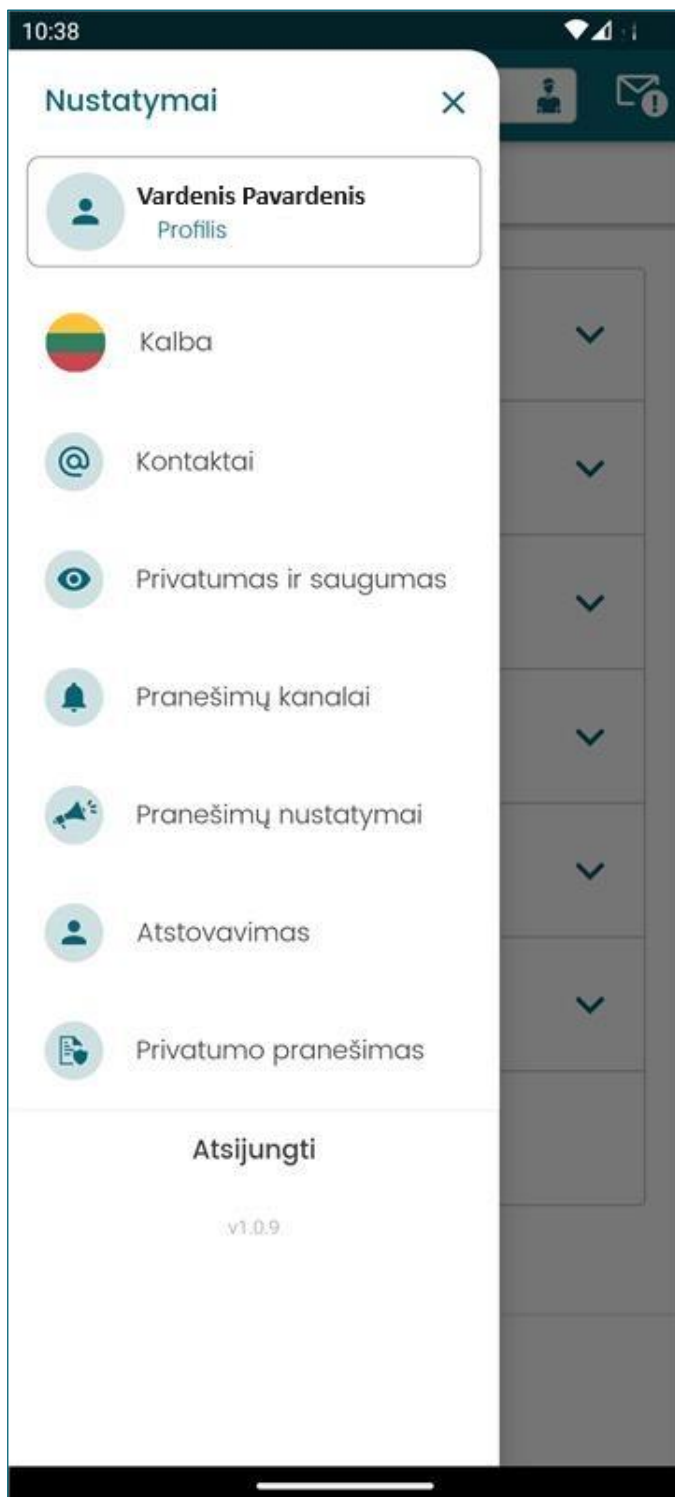 10:38
Nustatymai
Vardenis Pavardenis
Profilis
Kalba
Kontaktai
Privatumas ir saugumas
Pranešimų kanalai
Pranešimų nustatymai
Atstovavimas
Privatumo pranešimas
Atsijungti
v1.0.9